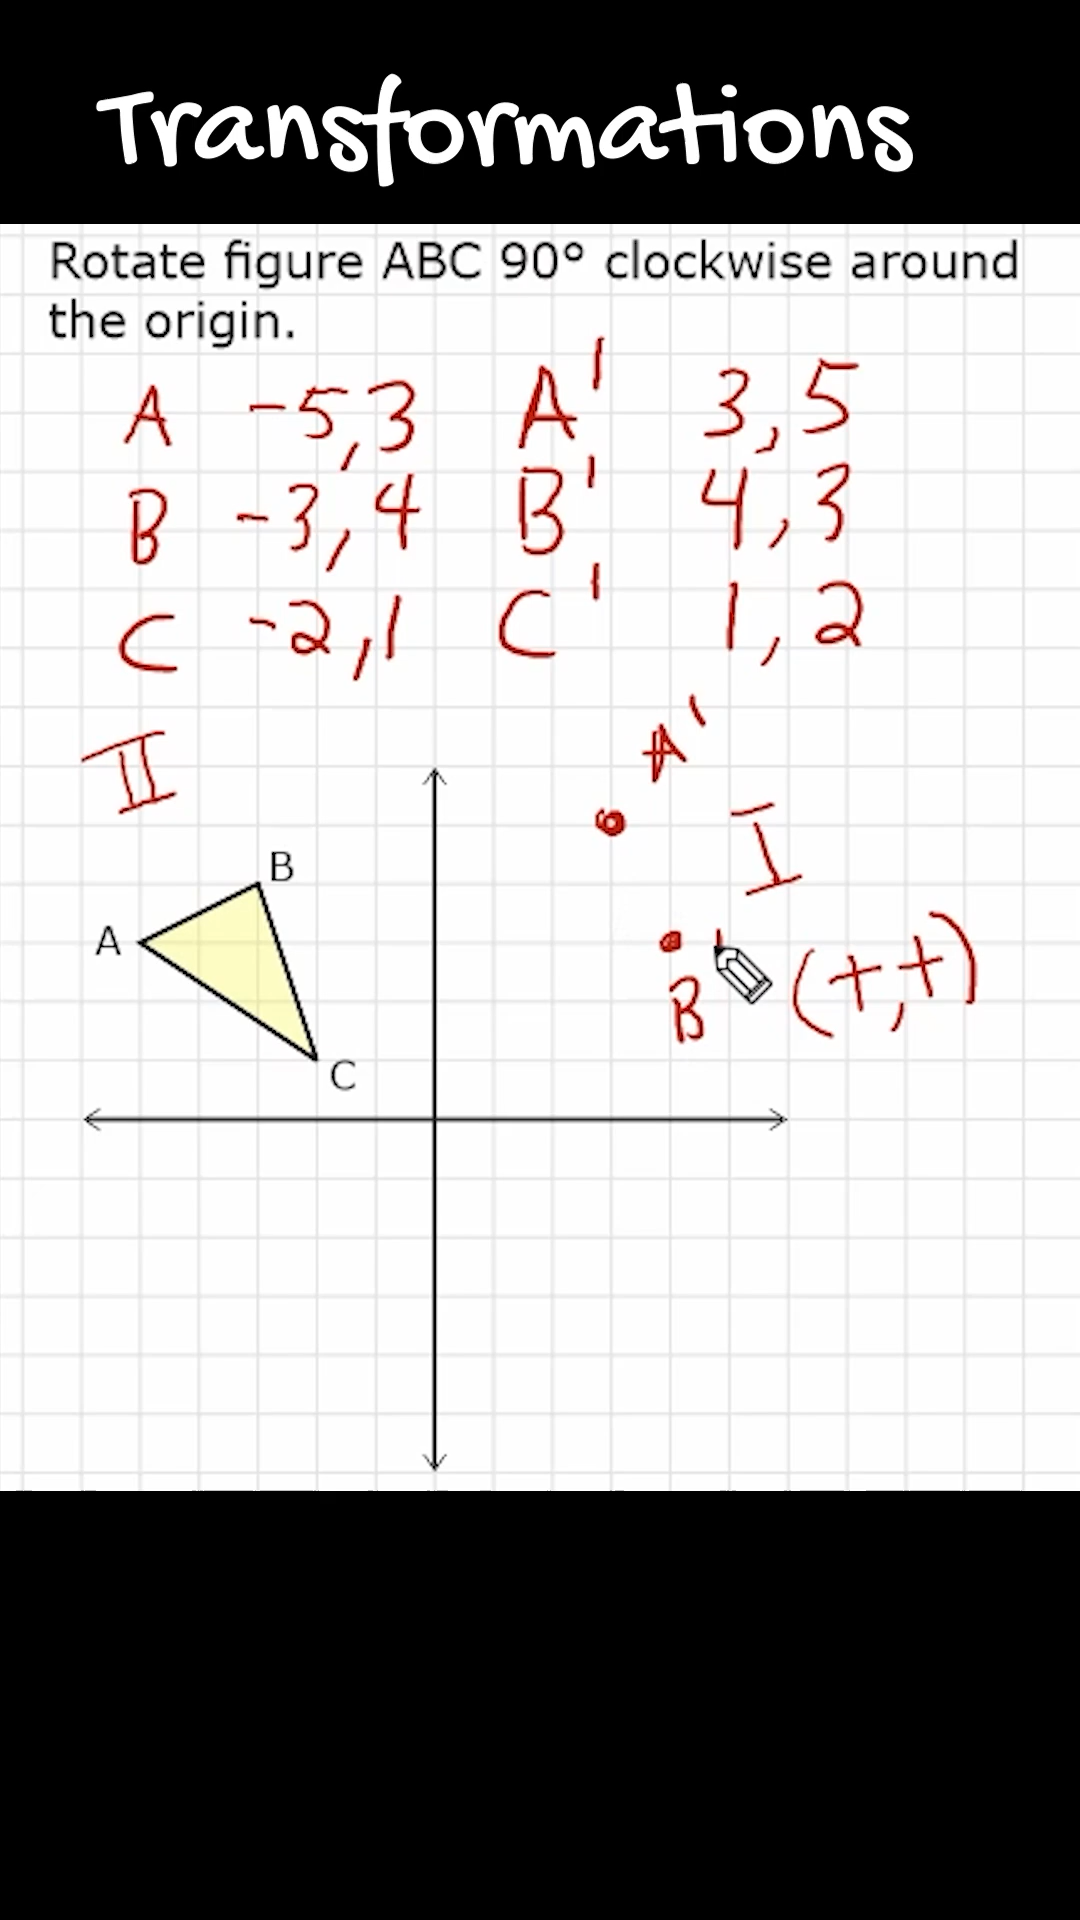 Transformations
Rotate figure ABC 90° clockwise around
the origin.
A -5,3 A' 3,5
B -3,4 B' 4,3
C -2,1 C' 1,2
A'
II
I
B
A
B' (+,+)
C